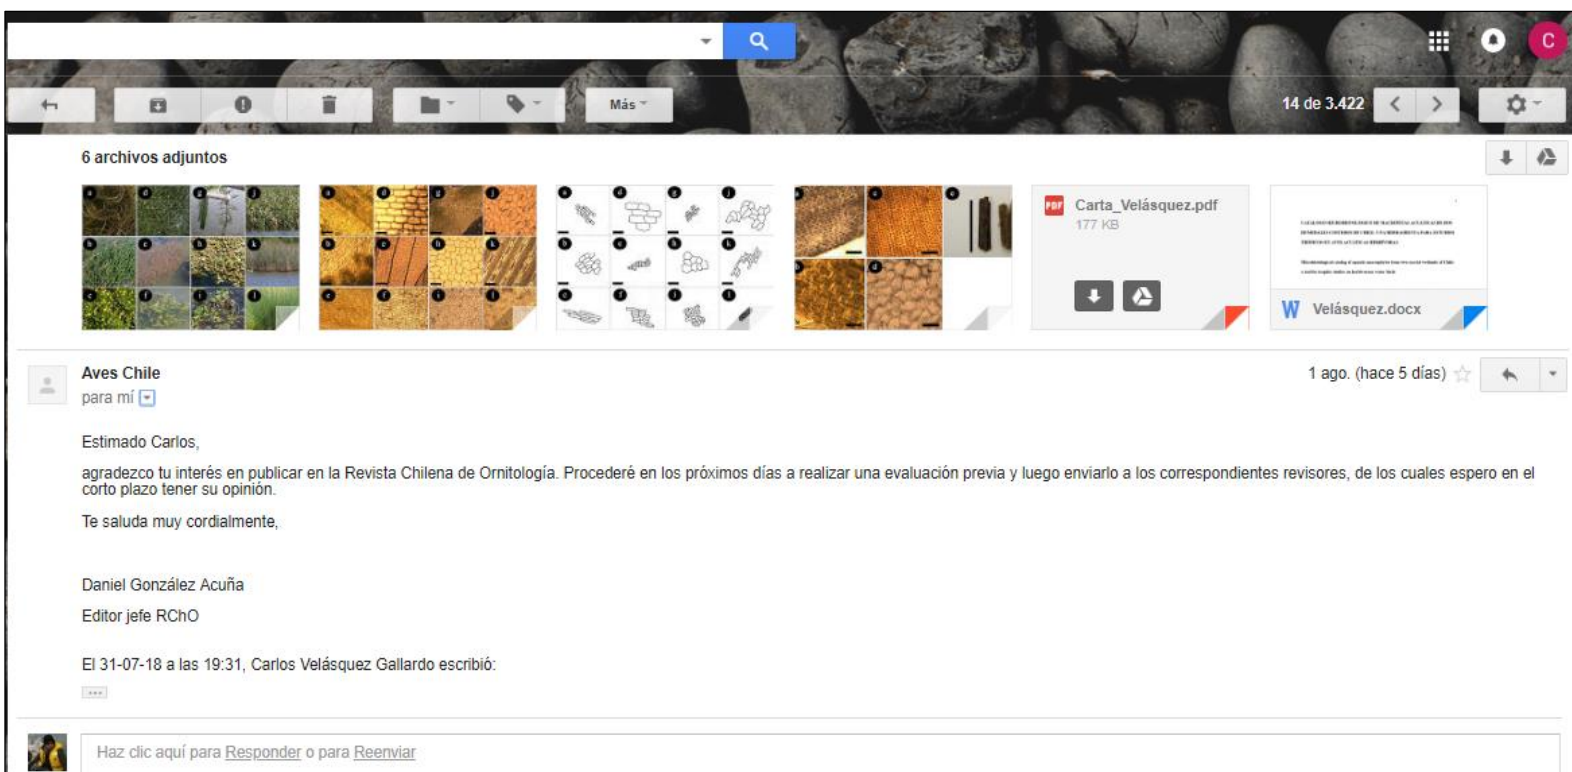 C
Más
14 de 3.422
6 archivos adjuntos
PDF Carta_Velásquez.pdf
177 KB
W Velásquez.docx
Aves Chile
1 ago. (hace 5 días)
para mí
Estimado Carlos,
agradezco tu interés en publicar en la Revista Chilena de Ornitología. Procederé en los próximos días a realizar una evaluación previa y luego enviarlo a los correspondientes revisores, de los cuales espero en el
corto plazo tener su opinión.
Te saluda muy cordialmente,
Daniel González Acuña
Editor jefe RChO
El 31-07-18 a las 19:31, Carlos Velásquez Gallardo escribió:
Haz clic aquí para Responder o para Reenviar